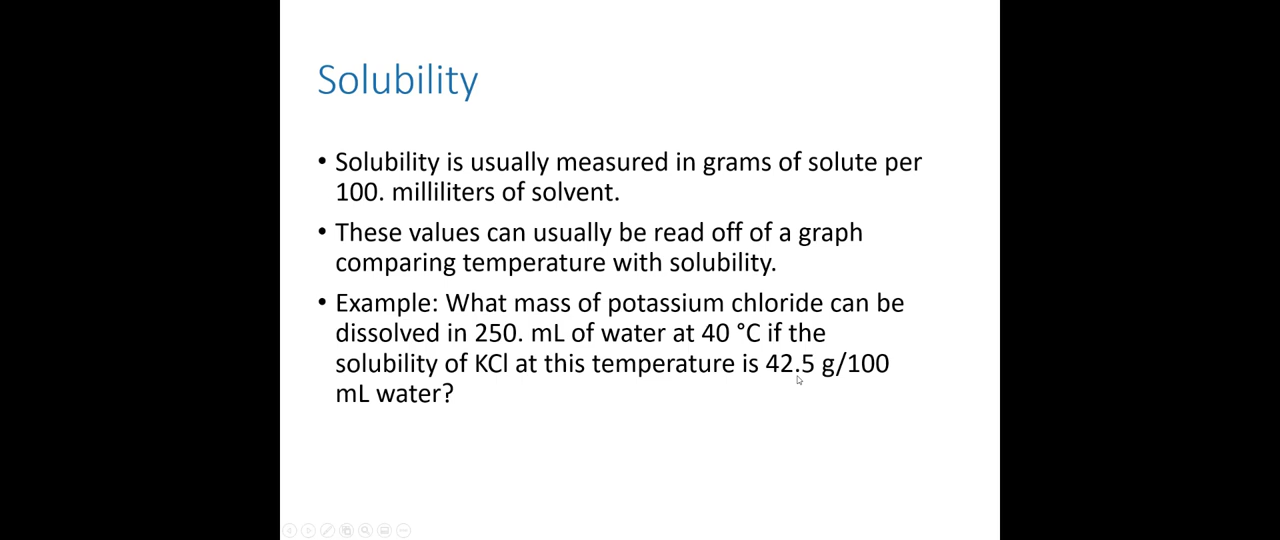 Solubility
• Solubility is usually measured in grams of solute per
100. milliliters of solvent.
• These values can usually be read off of a graph
comparing temperature with solubility.
• Example: What mass of potassium chloride can be
dissolved in 250. mL of water at 40 °C if the
solubility of KCl at this temperature is 42.5 g/100
mL water?